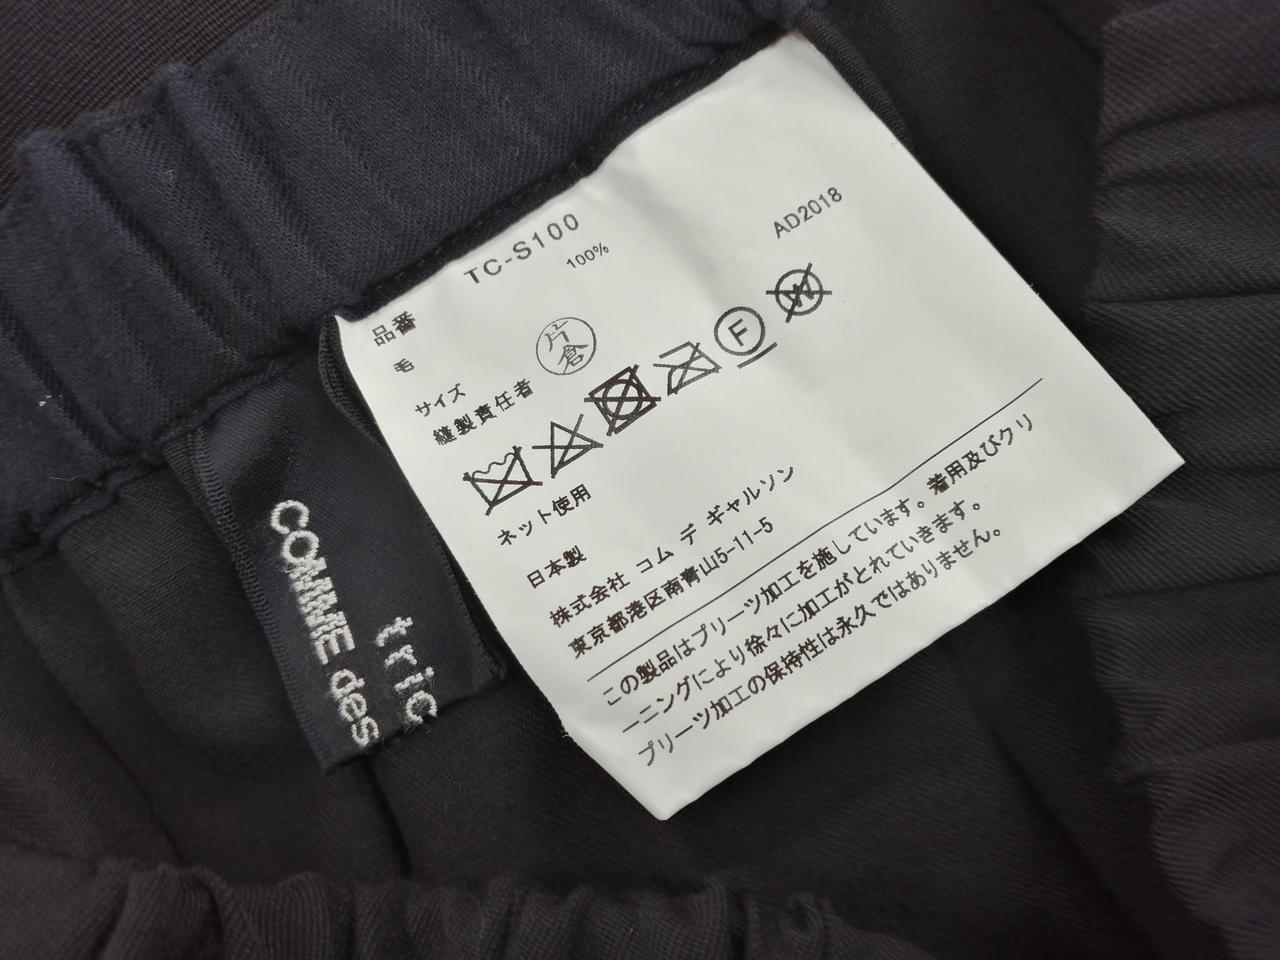 品番 TC-S100
毛 100% AD2018
サイズ
縫製責任者 片倉
F
W
ネット使用
日本製
株式会社 コム デ ギャルソン
東京都港区南青山5-11-5
この製品はプリーツ加工を施しています。着用及びクリ
ーニングにより徐々に加工がとれていきます。
プリーツ加工の保持性は永久ではありません。
tric
COMME des